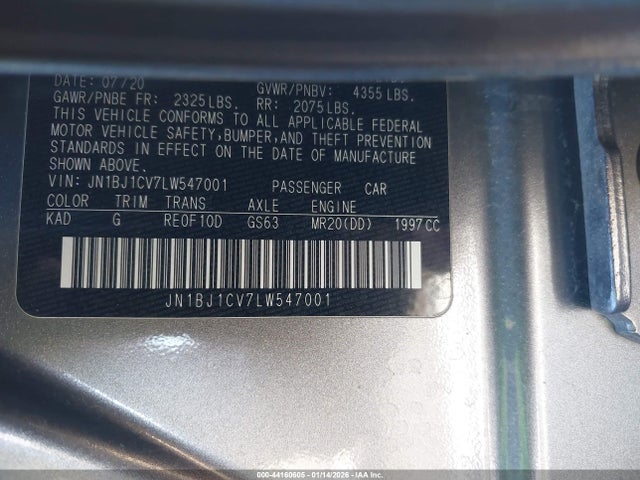 DATE: 07/20 GVWR/PNBV: 4355 LBS.
GAWR/PNBE FR: 2325 LBS. RR: 2075 LBS.
THIS VEHICLE CONFORMS TO ALL APPLICABLE FEDERAL
MOTOR VEHICLE SAFETY, BUMPER, AND THEFT PREVENTION
STANDARDS IN EFFECT ON THE DATE OF MANUFACTURE
SHOWN ABOVE.
VIN: JN1BJ1CV7LW547001 PASSENGER CAR
COLOR TRIM TRANS AXLE ENGINE
KAD G RE0F10D GS63 MR20(DD) 1997 CC
JN1BJ1CV7LW547001
000-44160605 - 01/14/2026 - IAA Inc.